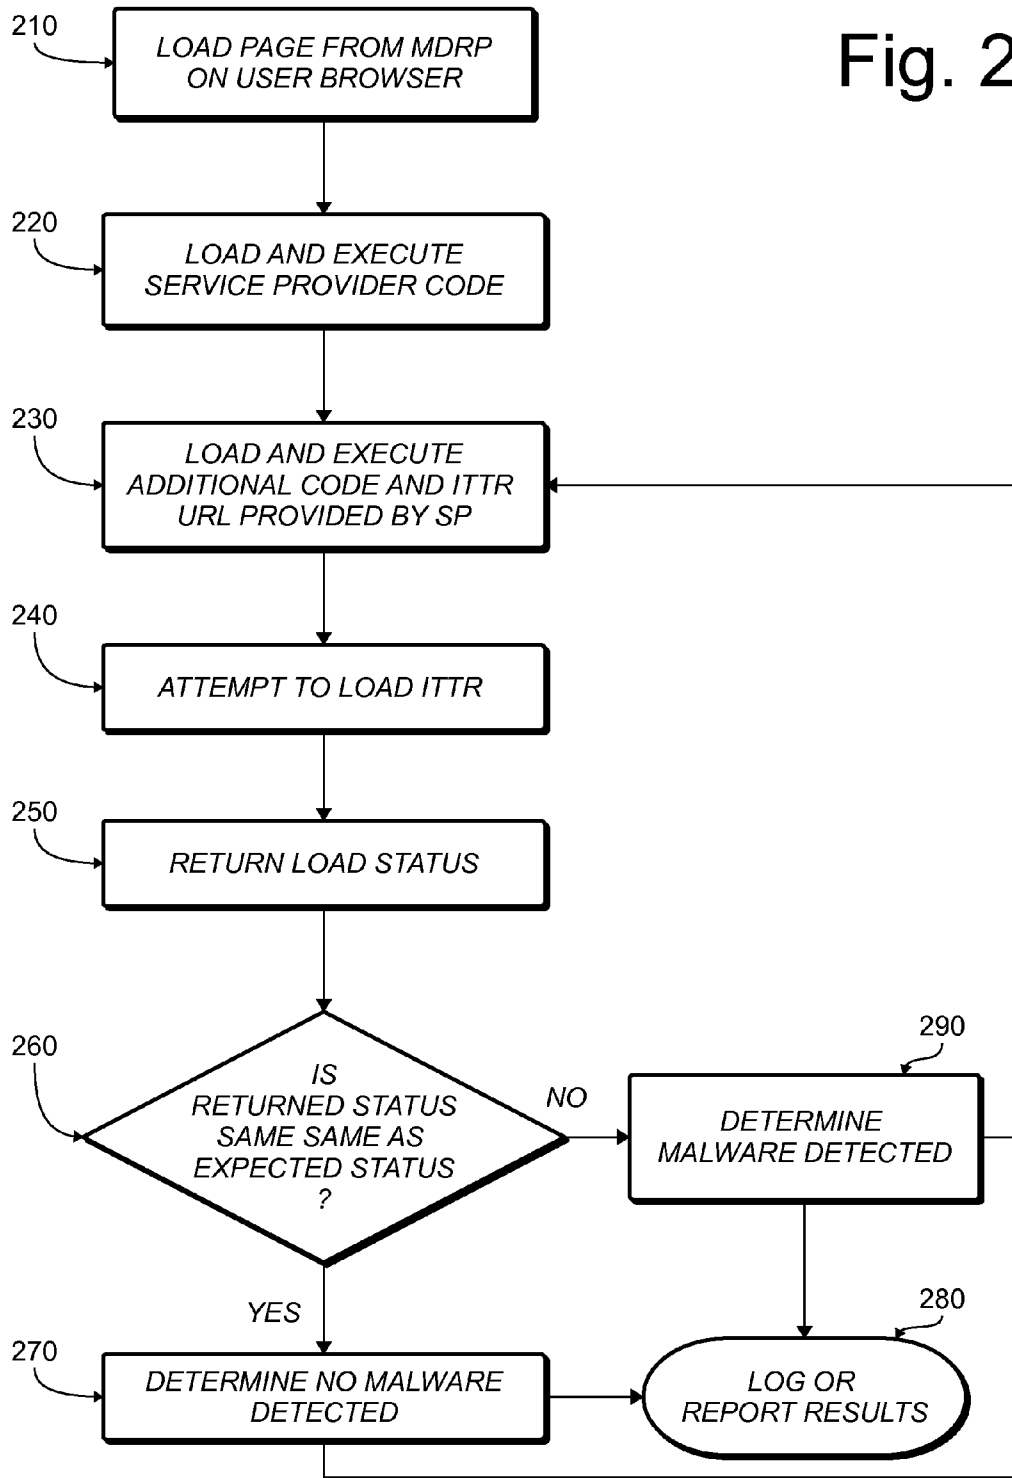 210
LOAD PAGE FROM MDRP
ON USER BROWSER
Fig. 2
220
LOAD AND EXECUTE
SERVICE PROVIDER CODE
230
LOAD AND EXECUTE
ADDITIONAL CODE AND ITTR
URL PROVIDED BY SP
240
ATTEMPT TO LOAD ITTR
250
RETURN LOAD STATUS
260
IS
RETURNED STATUS
SAME SAME AS
EXPECTED STATUS
?
NO
290
DETERMINE
MALWARE DETECTED
YES
270
DETERMINE NO MALWARE
DETECTED
280
LOG OR
REPORT RESULTS